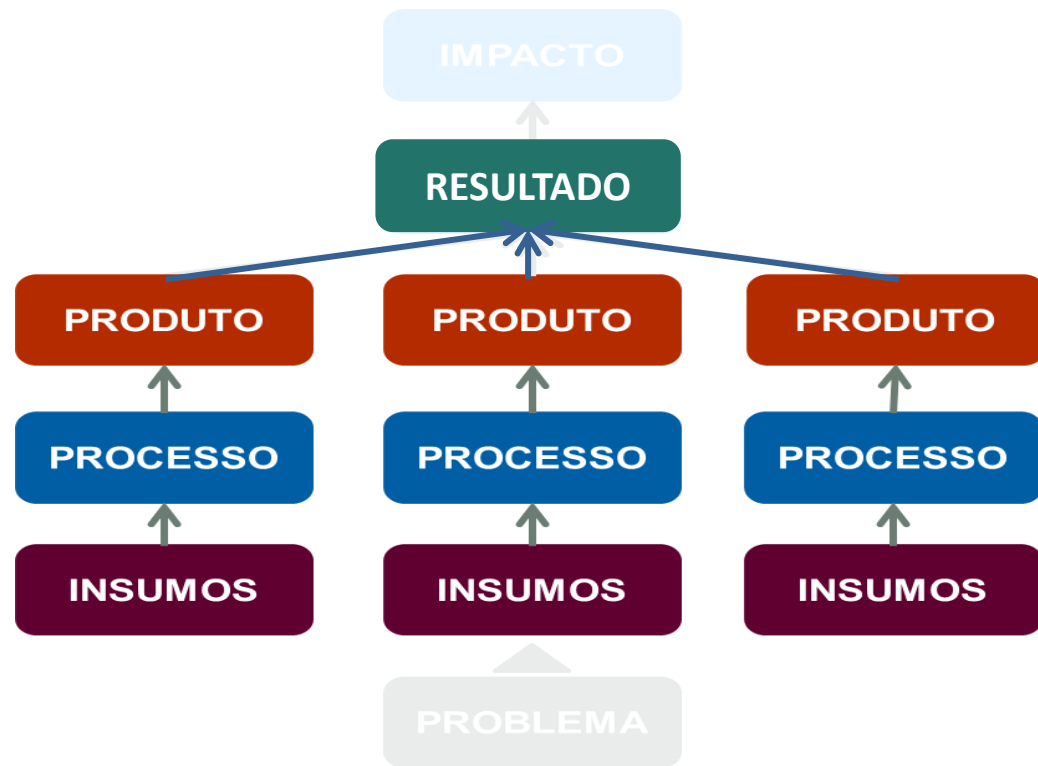 IMPACTO
RESULTADO
PRODUTO PRODUTO PRODUTO
PROCESSO PROCESSO PROCESSO
INSUMOS INSUMOS INSUMOS
PROBLEMA